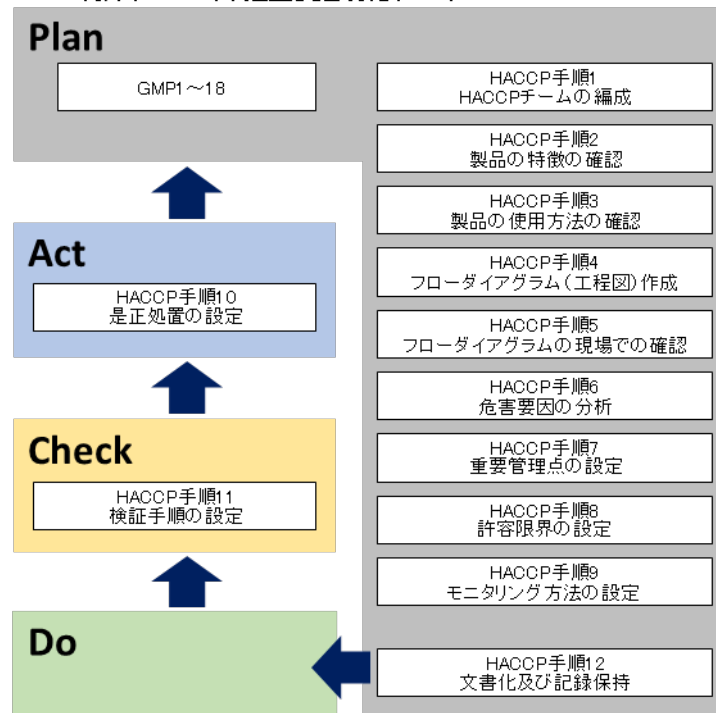 Plan
GMP1～18
HACCP手順1
HACCPチームの編成
HACCP手順2
製品の特徴の確認
HACCP手順3
製品の使用方法の確認
HACCP手順4
フローダイアグラム(工程図)作成
HACCP手順5
フローダイアグラムの現場での確認
HACCP手順6
危害要因の分析
HACCP手順7
重要管理点の設定
HACCP手順8
許容限界の設定
HACCP手順9
モニタリング方法の設定
HACCP手順12
文書化及び記録保持
Do
Check
HACCP手順11
検証手順の設定
Act
HACCP手順10
是正処置の設定